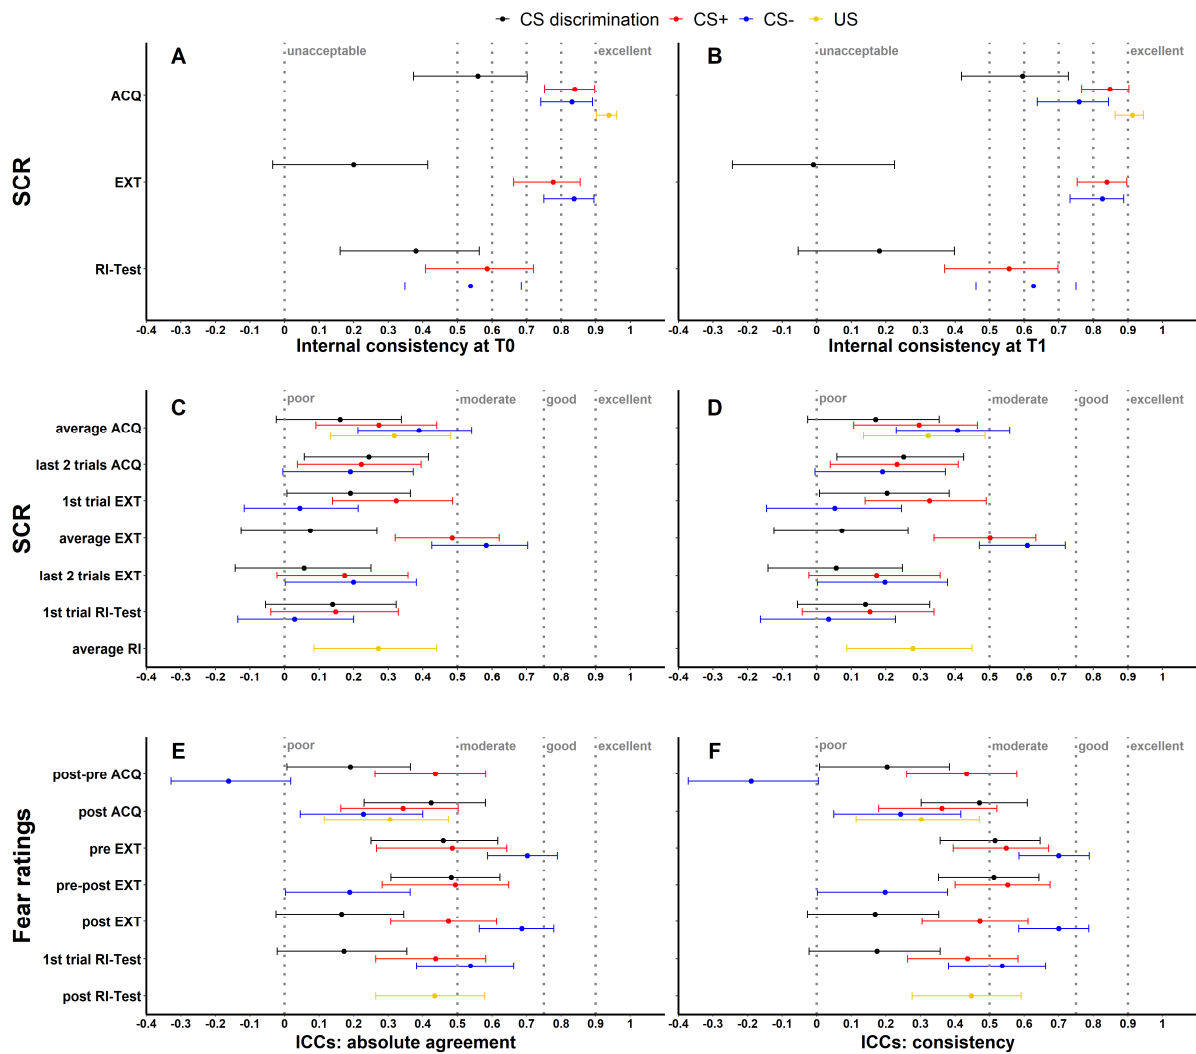 CS discrimination CS+ CS- US
A unacceptable excellent
B unacceptable excellent
SCR
ACQ
EXT
RI-Test
-0.4 -0.3 -0.2 -0.1 0 0.1 0.2 0.3 0.4 0.5 0.6 0.7 0.8 0.9 1
-0.4 -0.3 -0.2 -0.1 0 0.1 0.2 0.3 0.4 0.5 0.6 0.7 0.8 0.9 1
Internal consistency at T0
Internal consistency at T1
C poor moderate good excellent
D poor moderate good excellent
SCR
average ACQ
last 2 trials ACQ
1st trial EXT
average EXT
last 2 trials EXT
1st trial RI-Test
average RI
-0.4 -0.3 -0.2 -0.1 0 0.1 0.2 0.3 0.4 0.5 0.6 0.7 0.8 0.9 1
-0.4 -0.3 -0.2 -0.1 0 0.1 0.2 0.3 0.4 0.5 0.6 0.7 0.8 0.9 1
E poor moderate good excellent
F poor moderate good excellent
Fear ratings
post-pre ACQ
post ACQ
pre EXT
pre-post EXT
post EXT
1st trial RI-Test
post RI-Test
-0.4 -0.3 -0.2 -0.1 0 0.1 0.2 0.3 0.4 0.5 0.6 0.7 0.8 0.9 1
-0.4 -0.3 -0.2 -0.1 0 0.1 0.2 0.3 0.4 0.5 0.6 0.7 0.8 0.9 1
ICCs: absolute agreement
ICCs: consistency